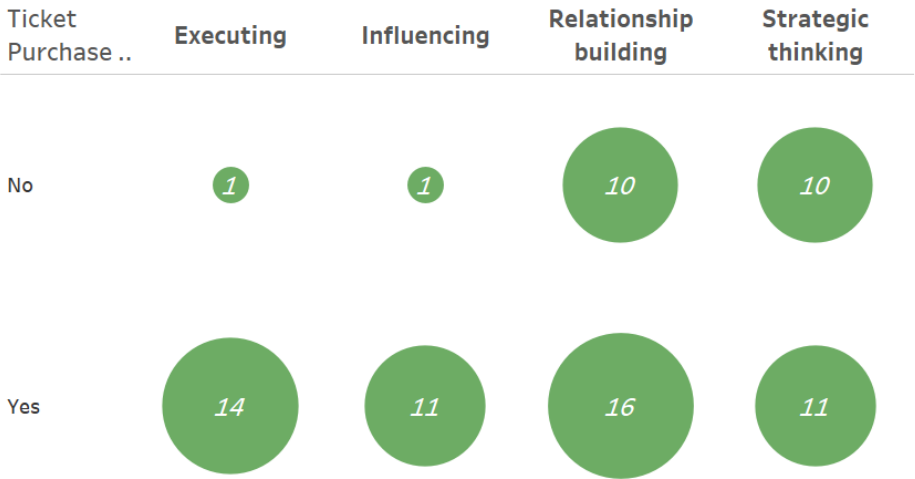 Ticket
Purchase ..
Executing
Influencing
Relationship
building
Strategic
thinking
No
1
1
10
10
Yes
14
11
16
11